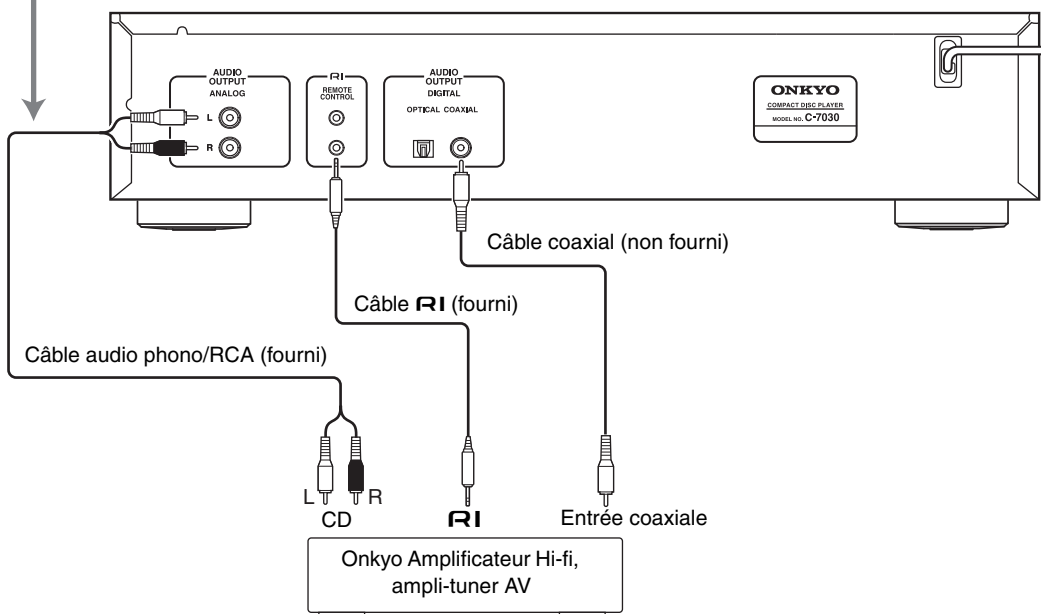 AUDIO
OUTPUT
ANALOG
L
R
RI
REMOTE
CONTROL
AUDIO
OUTPUT
DIGITAL
OPTICAL COAXIAL
ONKYO
COMPACT DISC PLAYER
MODEL NO. C-7030
Câble coaxial (non fourni)
Câble RI (fourni)
Câble audio phono/RCA (fourni)
L R
CD
RI
Entrée coaxiale
Onkyo Amplificateur Hi-fi,
ampli-tuner AV